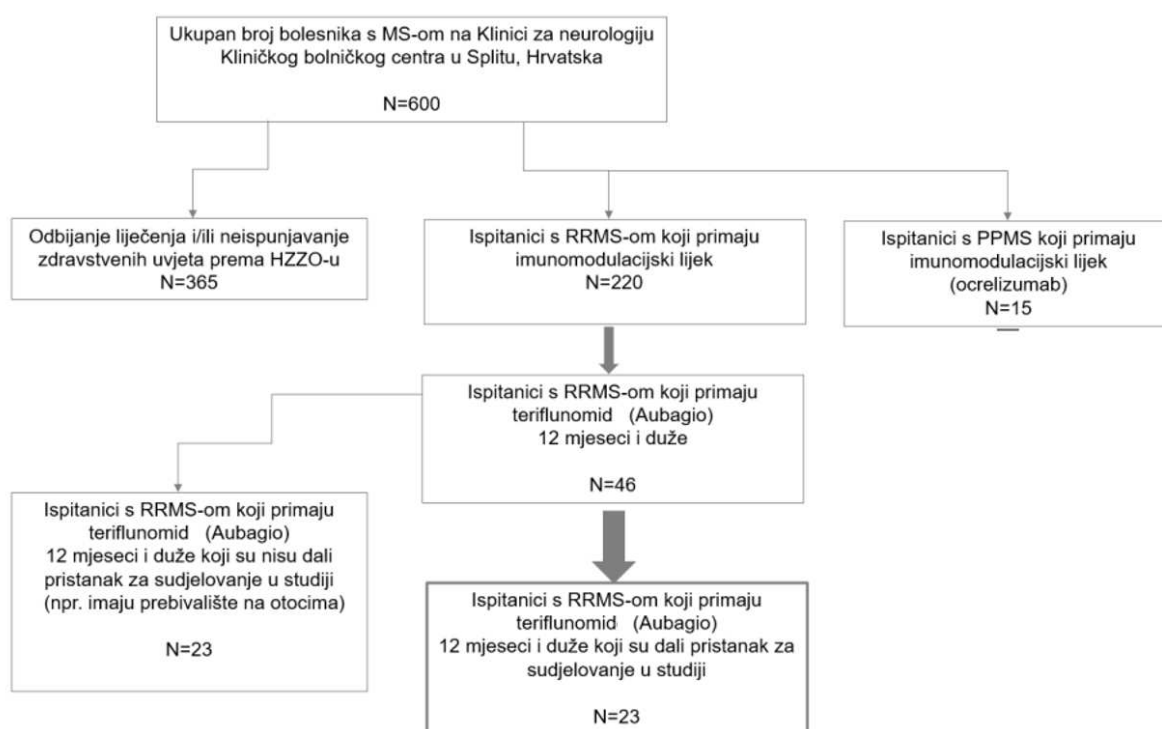 Ukupan broj bolesnika s MS-om na Klinici za neurologiju
Kliničkog bolničkog centra u Splitu, Hrvatska
N=600
Odbijanje liječenja i/ili neispunjavanje
zdravstvenih uvjeta prema HZZO-u
N=365
Ispitanici s RRMS-om koji primaju
imunomodulacijski lijek
N=220
Ispitanici s PPMS koji primaju
imunomodulacijski lijek
(ocrelizumab)
N=15
Ispitanici s RRMS-om koji primaju
teriflunomid (Aubagio)
12 mjeseci i duže
N=46
Ispitanici s RRMS-om koji primaju
teriflunomid (Aubagio)
12 mjeseci i duže koji su nisu dali
pristanak za sudjelovanje u studiji
(npr. imaju prebivalište na otocima)
N=23
Ispitanici s RRMS-om koji primaju
teriflunomid (Aubagio)
12 mjeseci i duže koji su dali pristanak za
sudjelovanje u studiji
N=23